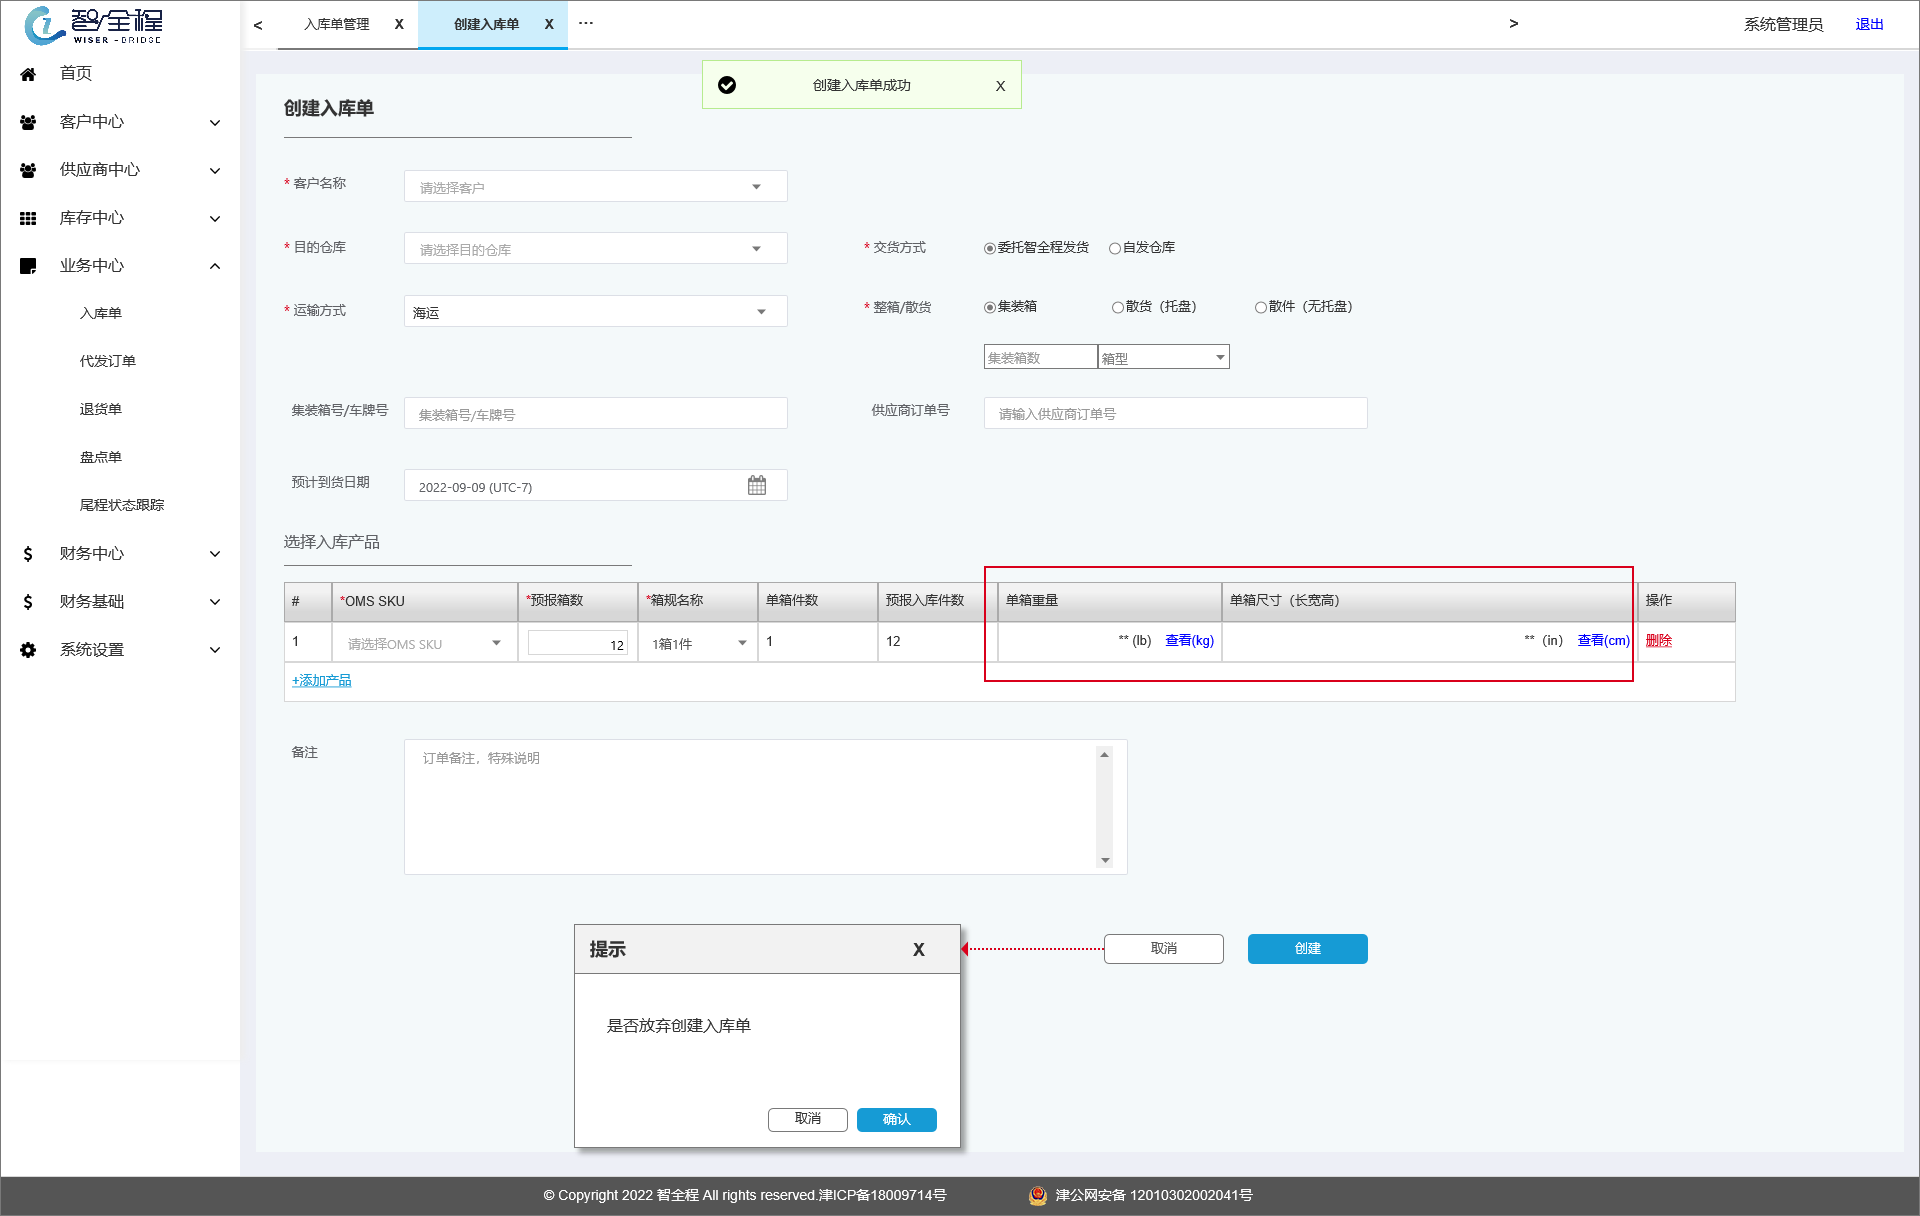 智全程
WISER -BRIDGE
<
入库单管理 X
创建入库单 X
...
>
系统管理员 退出
首页
客户中心
供应商中心
库存中心
业务中心
入库单
代发订单
退货单
盘点单
尾程状态跟踪
$ 财务中心
$ 财务基础
系统设置
创建入库单成功 X
创建入库单
* 客户名称 请选择客户
* 目的仓库 请选择目的仓库
* 交货方式 委托智全程发货 自发仓库
* 运输方式 海运
* 整箱/散货 集装箱 散货（托盘） 散件（无托盘）
集装箱数 箱型
集装箱号/车牌号 集装箱号/车牌号
供应商订单号 请输入供应商订单号
预计到货日期 2022-09-09 (UTC-7)
选择入库产品
# *OMS SKU *预报箱数 *箱规名称 单箱件数 预报入库件数 单箱重量 单箱尺寸（长宽高） 操作
1 请选择OMS SKU 12 1箱1件 1 12 ** (lb) 查看(kg) **（in） 查看(cm) 删除
+添加产品
备注 订单备注，特殊说明
取消 创建
提示 X
是否放弃创建入库单
取消 确认
© Copyright 2022 智全程 All rights reserved.津ICP备18009714号
津公网安备 12010302002041号